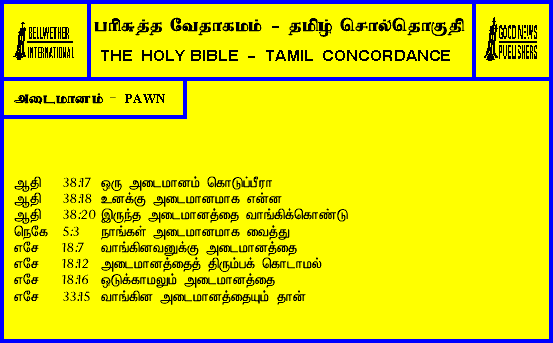 BELLWETHER
INTERNATIONAL
பரிசுத்த வேதாகமம் - தமிழ் சொல்தொகுதி
THE HOLY BIBLE - TAMIL CONCORDANCE
GOOD NEWS
PUBLISHERS
அடைமானம் - PAWN
ஆதி 38:17 ஒரு அடைமானம் கொடுப்பீரா
ஆதி 38:18 உனக்கு அடைமானமாக என்ன
ஆதி 38:20 இருந்த அடைமானத்தை வாங்கிக்கொண்டு
நெகே 5:3 நாங்கள் அடைமானமாக வைத்து
எசே 18:7 வாங்கினவனுக்கு அடைமானத்தை
எசே 18:12 அடைமானத்தைத் திரும்பக் கொடாமல்
எசே 18:16 ஒடுக்காமலும் அடைமானத்தை
எசே 33:15 வாங்கின அடைமானத்தையும் தான்